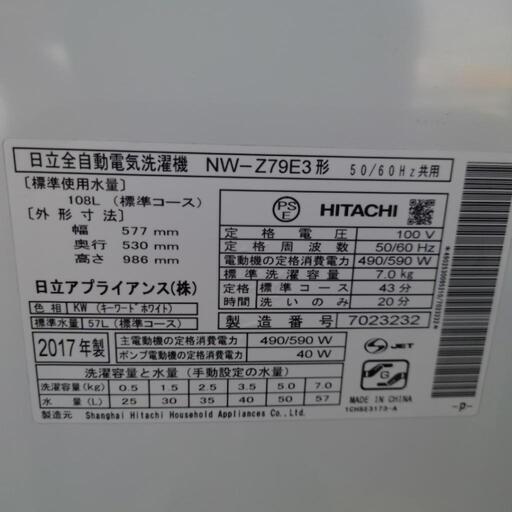 日立全自動電気洗濯機 NW-Z79E3形 50/60Hz共用
[標準使用水量]
108L (標準コース)
[外形寸法]
幅 577 mm
奥行 530 mm
高さ 986 mm
日立アプライアンス(株)
色相 KW (キーワードホワイト)
標準水量 57L (標準コース)
PSE HITACHI
定格電圧 100 V
定格周波数 50/60 Hz
電動機の定格消費電力 490/590 W
標準洗濯容量 7.0kg
定格時間 標準コース 43分
洗いのみ 20分
製造番号 7023232
2017年製
主電動機の定格消費電力 490/590 W
ポンプ電動機の定格消費電力 40 W
JET
洗濯容量と水量 (手動設定の水量)
洗濯容量(kg) 0.5 1.5 2.5 3.5 5.0 7.0
水量(L) 25 30 35 40 50 57
製造元 Shanghai Hitachi Household Appliances Co.,Ltd.
G
MADE IN CHINA
1CHSE3173-A
-P-